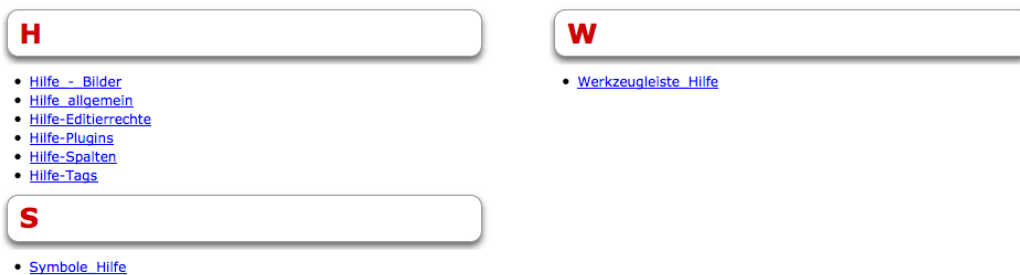 H
Hilfe - Bilder
Hilfe allgemein
Hilfe-Editierrechte
Hilfe-Plugins
Hilfe-Spalten
Hilfe-Tags
S
Symbole Hilfe
W
Werkzeugleiste Hilfe